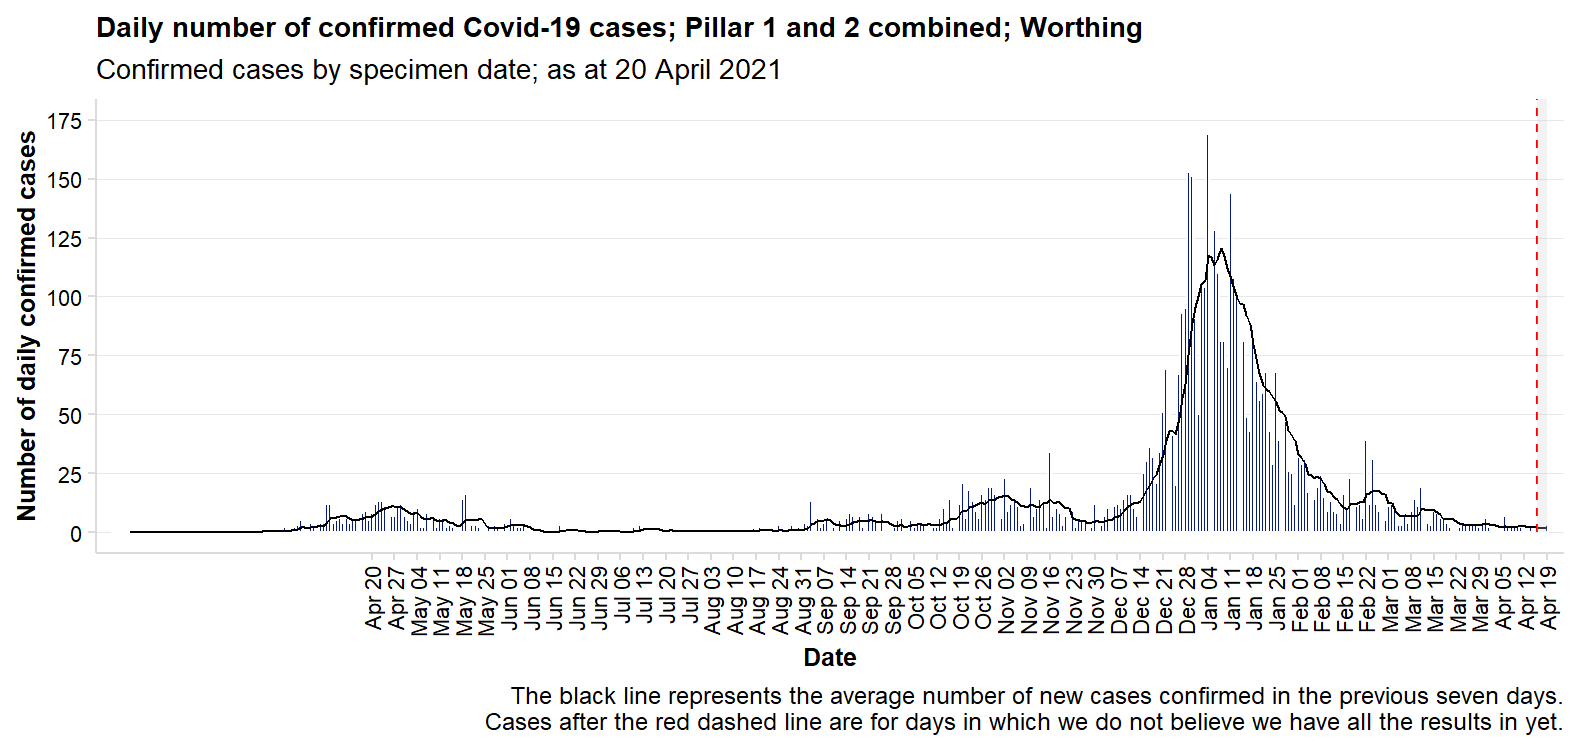 Daily number of confirmed Covid-19 cases; Pillar 1 and 2 combined; Worthing
Confirmed cases by specimen date; as at 20 April 2021
Number of daily confirmed cases
175
150
125
100
75
50
25
0
Apr 20
Apr 27
May 04
May 11
May 18
May 25
Jun 01
Jun 08
Jun 15
Jun 22
Jun 29
Jul 06
Jul 13
Jul 20
Jul 27
Aug 03
Aug 10
Aug 17
Aug 24
Aug 31
Sep 07
Sep 14
Sep 21
Sep 28
Oct 05
Oct 12
Oct 19
Oct 26
Nov 02
Nov 09
Nov 16
Nov 23
Nov 30
Dec 07
Dec 14
Dec 21
Dec 28
Jan 04
Jan 11
Jan 18
Jan 25
Feb 01
Feb 08
Feb 15
Feb 22
Mar 01
Mar 08
Mar 15
Mar 22
Mar 29
Apr 05
Apr 12
Apr 19
Date
The black line represents the average number of new cases confirmed in the previous seven days.
Cases after the red dashed line are for days in which we do not believe we have all the results in yet.